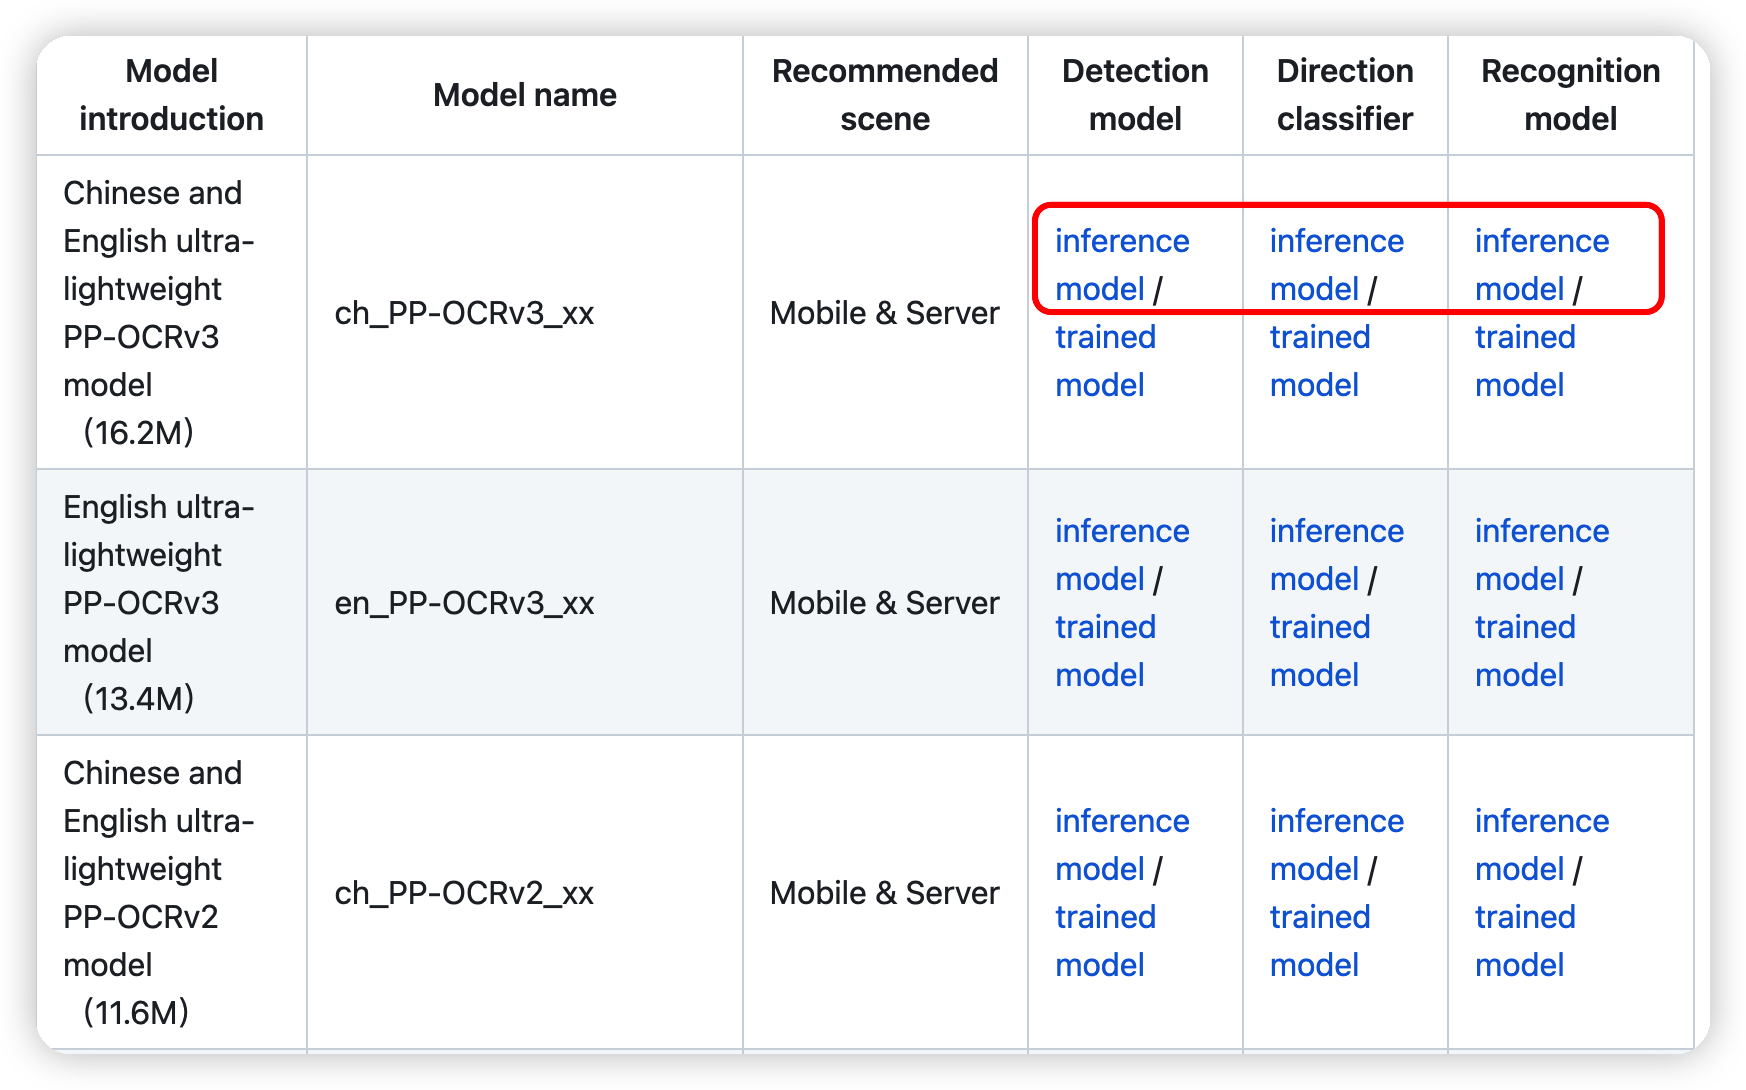 Model
introduction
Model name
Recommended
scene
Detection
model
Direction
classifier
Recognition
model
Chinese and
English ultra-
lightweight
PP-OCRv3
model
(16.2M)
ch_PP-OCRv3_xx
Mobile & Server
inference
model /
trained
model
inference
model /
trained
model
inference
model /
trained
model
English ultra-
lightweight
PP-OCRv3
model
(13.4M)
en_PP-OCRv3_xx
Mobile & Server
inference
model /
trained
model
inference
model /
trained
model
inference
model /
trained
model
Chinese and
English ultra-
lightweight
PP-OCRv2
model
(11.6M)
ch_PP-OCRv2_xx
Mobile & Server
inference
model /
trained
model
inference
model /
trained
model
inference
model /
trained
model